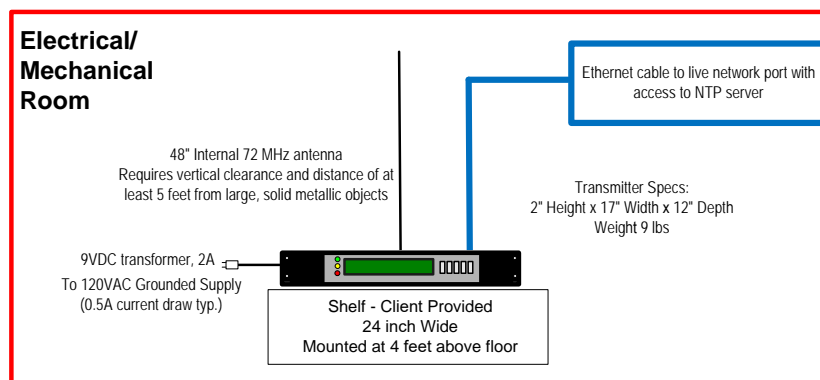 Electrical/
Mechanical
Room
Ethernet cable to live network port with
access to NTP server
48" Internal 72 MHz antenna
Requires vertical clearance and distance of at
least 5 feet from large, solid metallic objects
Transmitter Specs:
2" Height x 17" Width x 12" Depth
Weight 9 lbs
9VDC transformer, 2A
To 120VAC Grounded Supply
(0.5A current draw typ.)
Shelf - Client Provided
24 inch Wide
Mounted at 4 feet above floor